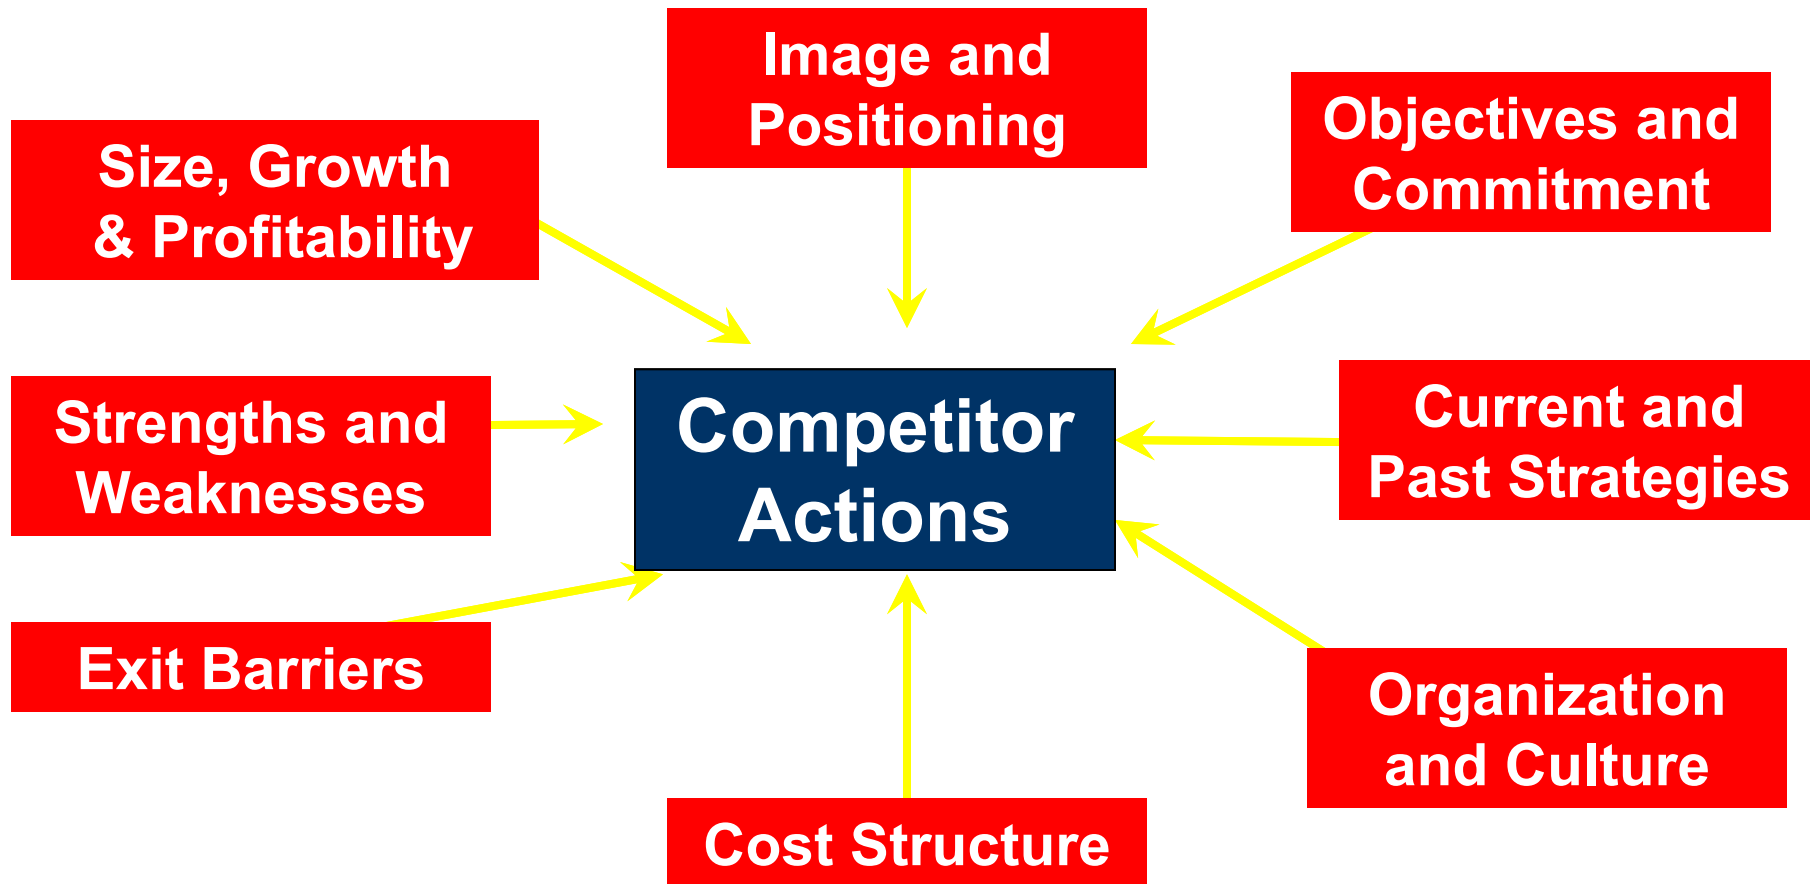 Image and
Positioning
Objectives and
Commitment
Size, Growth
& Profitability
Strengths and
Weaknesses
Competitor
Actions
Current and
Past Strategies
Exit Barriers
Organization
and Culture
Cost Structure